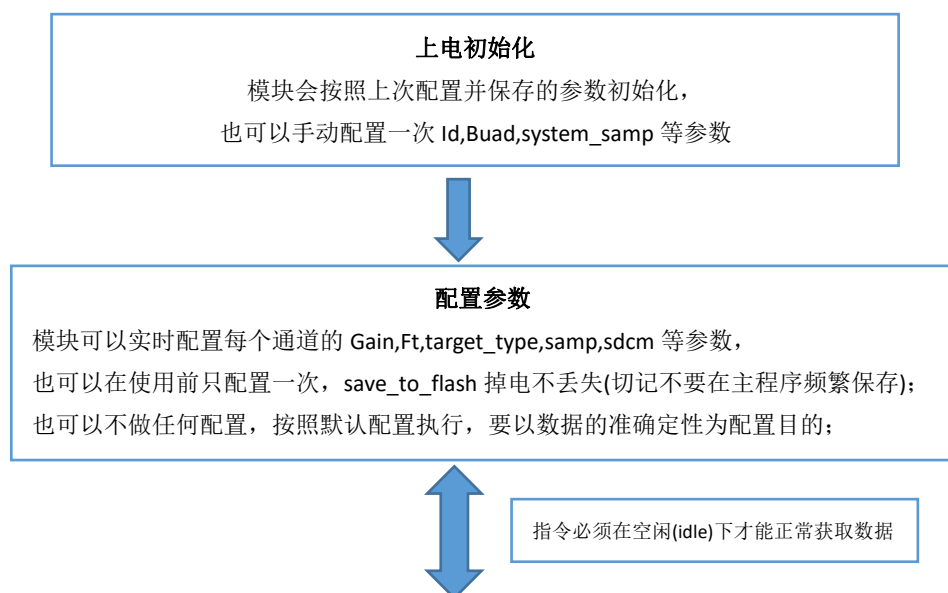 上电初始化
模块会按照上次配置并保存的参数初始化，
也可以手动配置一次 Id,Buad,system_samp 等参数
配置参数
模块可以实时配置每个通道的 Gain,Ft,target_type,samp,sdcm 等参数，
也可以在使用前只配置一次，save_to_flash 掉电不丢失(切记不要在主程序频繁保存)；
也可以不做任何配置，按照默认配置执行，要以数据的准确定性为配置目的；
指令必须在空闲(idle)下才能正常获取数据